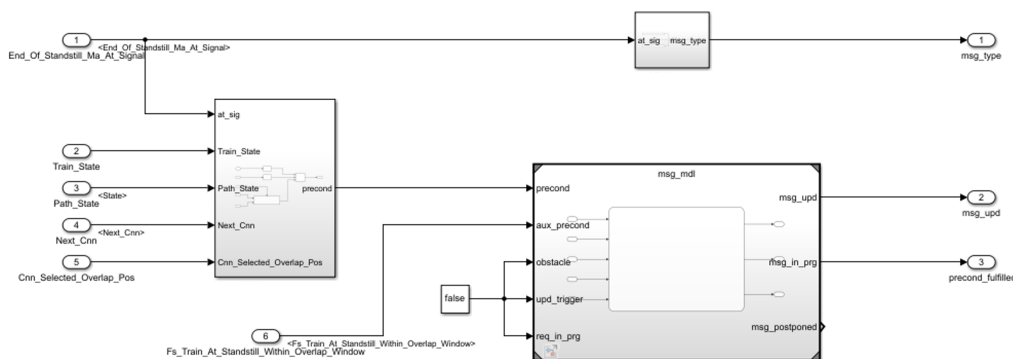 1
<End_Of_Standstill_Ma_At_Signal>
End_Of_Standstill_Ma_At_Signal
at_sig
msg_type
1
msg_type
at_sig
2
Train_State
Train_State
3
<State>
Path_State
Path_State
precond
4
<Next_Cnn>
Next_Cnn
Next_Cnn
5
Cnn_Selected_Overlap_Pos
Cnn_Selected_Overlap_Pos
msg_mdl
precond
aux_precond
obstacle
upd_trigger
req_in_prg
msg_upd
msg_in_prg
msg_postponed
2
msg_upd
3
precond_fulfilled
false
6
<Fs_Train_At_Standstill_Within_Overlap_Window>
Fs_Train_At_Standstill_Within_Overlap_Window